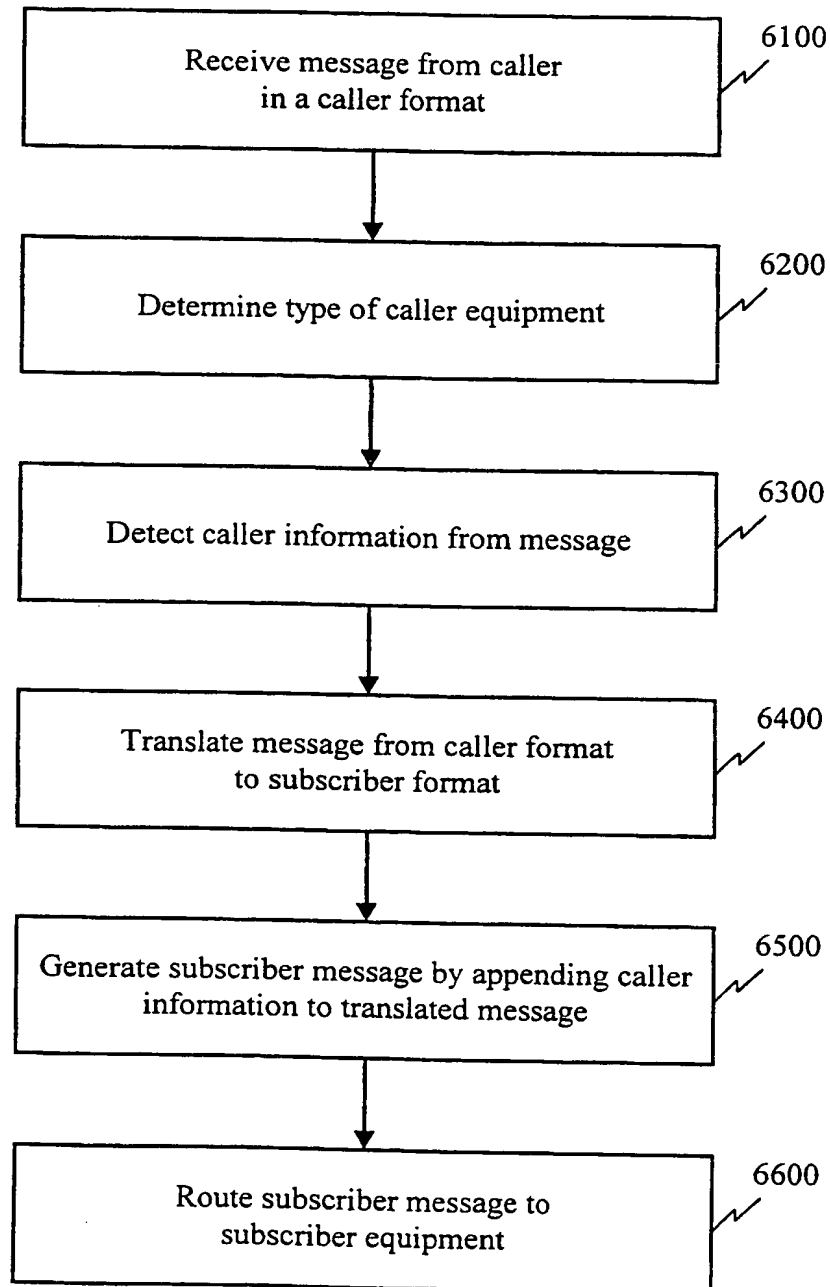 Receive message from caller
in a caller format
6100
Determine type of caller equipment
6200
Detect caller information from message
6300
Translate message from caller format
to subscriber format
6400
Generate subscriber message by appending caller
information to translated message
6500
Route subscriber message to
subscriber equipment
6600